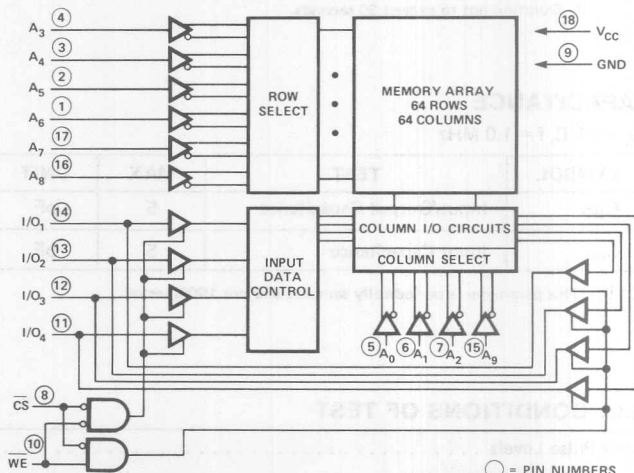 A3 ④
A4 ③
A5 ②
A6 ①
A7 ⑰
A8 ⑯
ROW
SELECT
MEMORY ARRAY
64 ROWS
64 COLUMNS
⑱ VCC
⑨ GND
I/O1 ⑭
I/O2 ⑬
I/O3 ⑫
I/O4 ⑪
INPUT
DATA
CONTROL
COLUMN I/O CIRCUITS
COLUMN SELECT
⑤ A0 ⑥ A1 ⑦ A2 ⑮ A9
CS ⑧
WE ⑩
○ = PIN NUMBERS